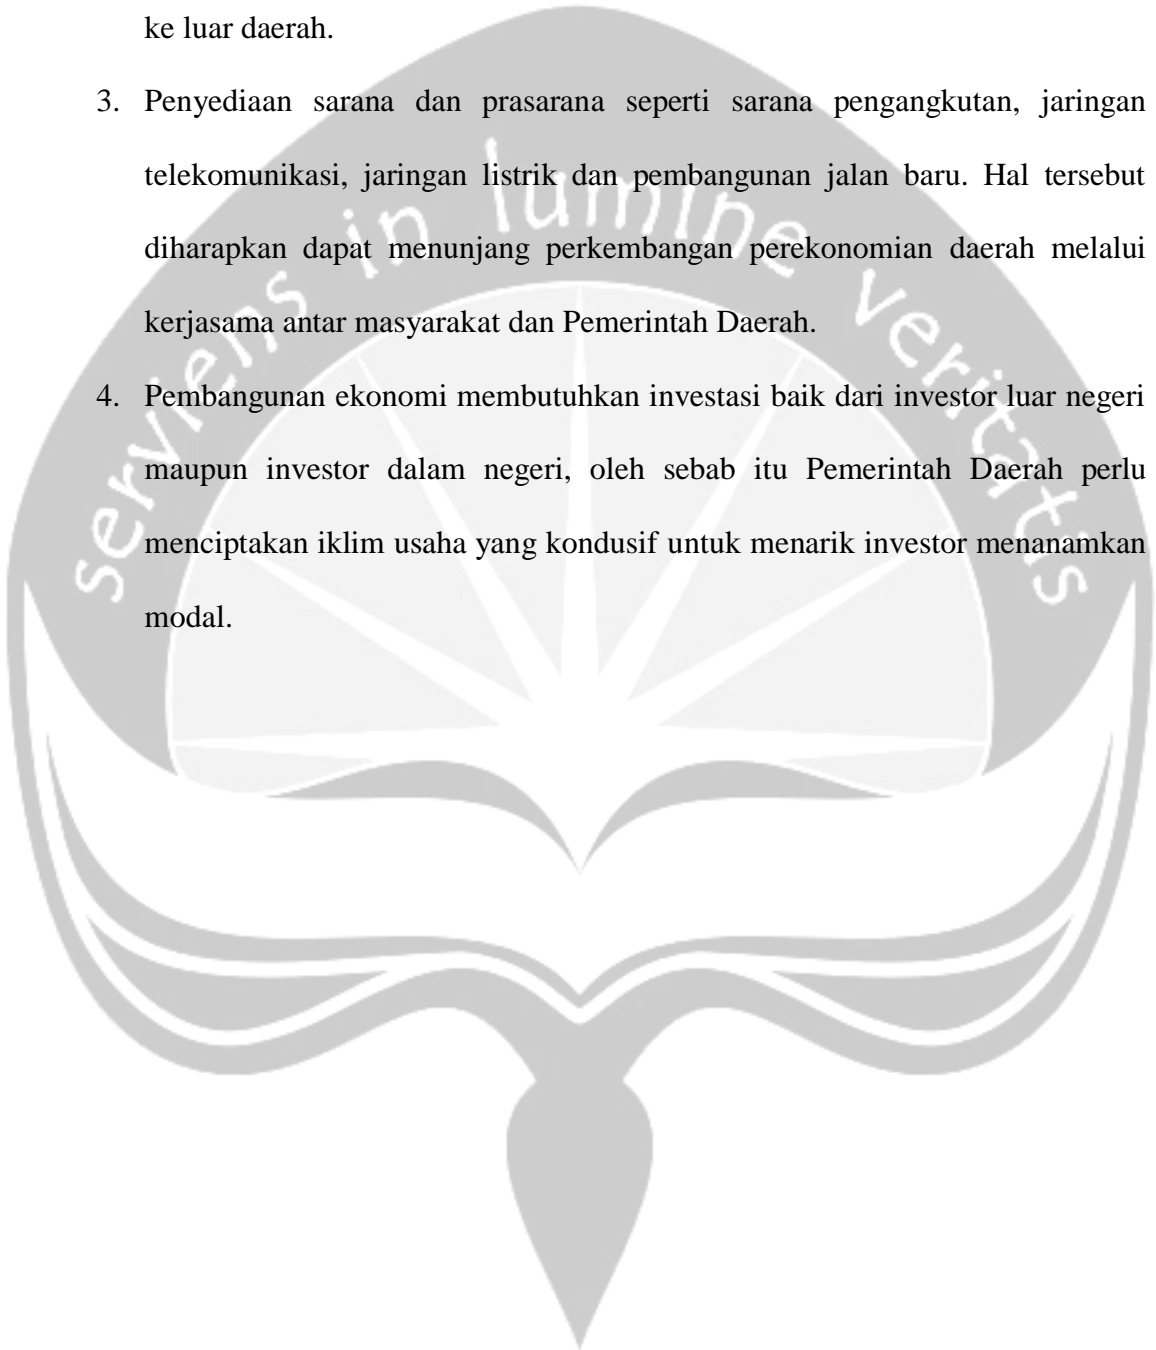 ke luar daerah.
3. Penyediaan sarana dan prasarana seperti sarana pengangkutan, jaringan
telekomunikasi, jaringan listrik dan pembangunan jalan baru. Hal tersebut
diharapkan dapat menunjang perkembangan perekonomian daerah melalui
kerjasama antar masyarakat dan Pemerintah Daerah.
4. Pembangunan ekonomi membutuhkan investasi baik dari investor luar negeri
maupun investor dalam negeri, oleh sebab itu Pemerintah Daerah perlu
menciptakan iklim usaha yang kondusif untuk menarik investor menanamkan
modal.
serviens in lumine veritatis